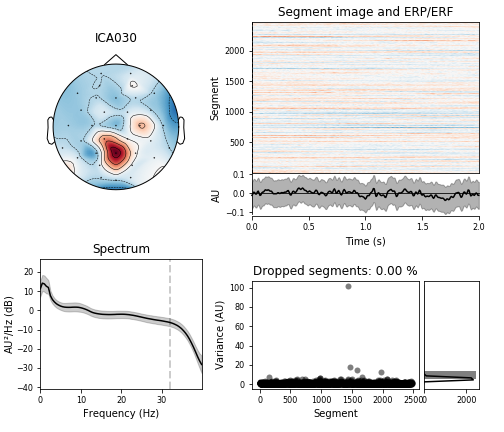 ICA030
Segment image and ERP/ERF
Segment
2000
1500
1000
500
AU
0.1
0.0
−0.1
0.0 0.5 1.0 1.5 2.0
Time (s)
Spectrum
AU²/Hz (dB)
20
10
0
−10
−20
−30
−40
0 10 20 30
Frequency (Hz)
Dropped segments: 0.00 %
Variance (AU)
100
80
60
40
20
0
0 500 1000 1500 2000 2500 0 2000
Segment